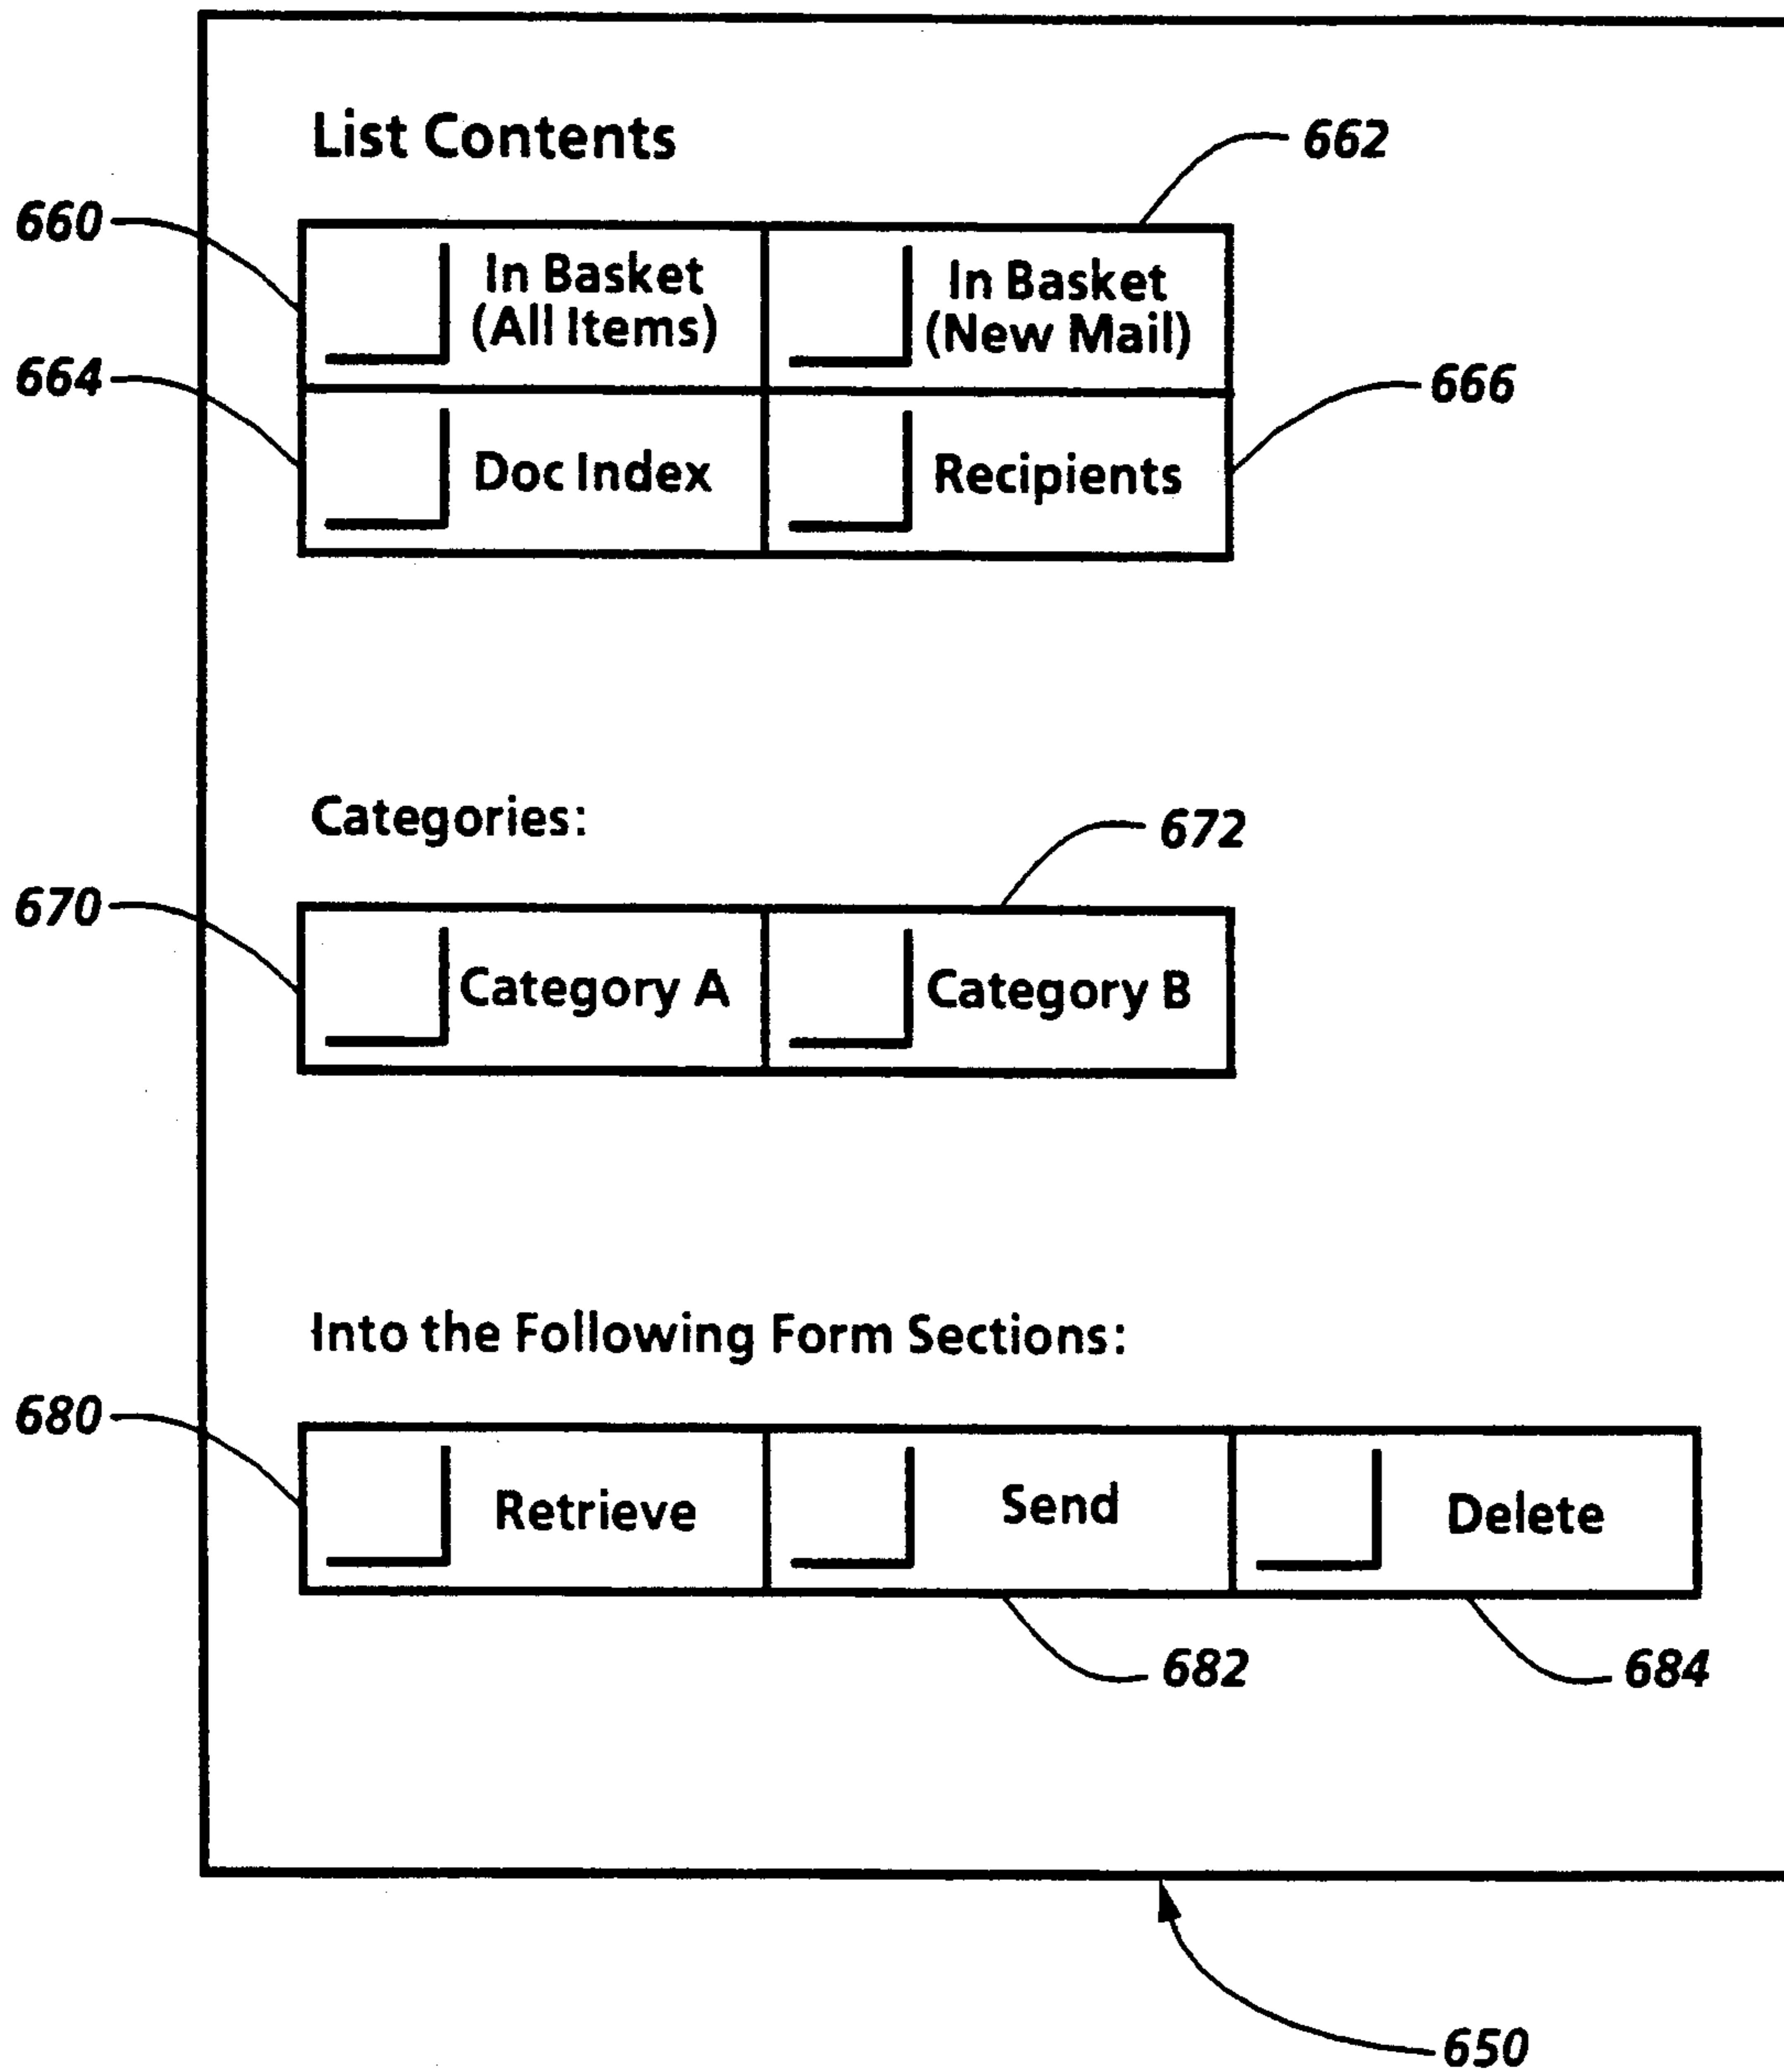 List Contents
662
660
In Basket
(All Items)
In Basket
(New Mail)
664
666
Doc Index
Recipients
Categories:
672
670
Category A
Category B
Into the Following Form Sections:
680
Retrieve
Send
Delete
682
684
650